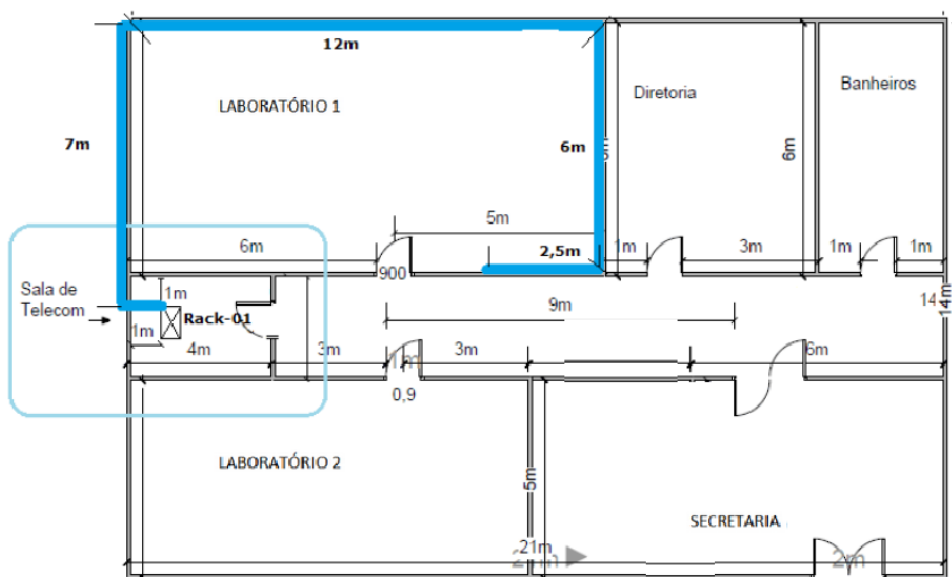 12m
LABORATÓRIO 1
Diretoria
Banheiros
7m
6m
6m
5m
6m
2,5m
1m
3m
1m
1m
900
Sala de
Telecom
1m
Rack-01
1m
4m
3m
9m
14
14m
3m
1m
6m
0,9
LABORATÓRIO 2
5m
SECRETARIA
21m
2m